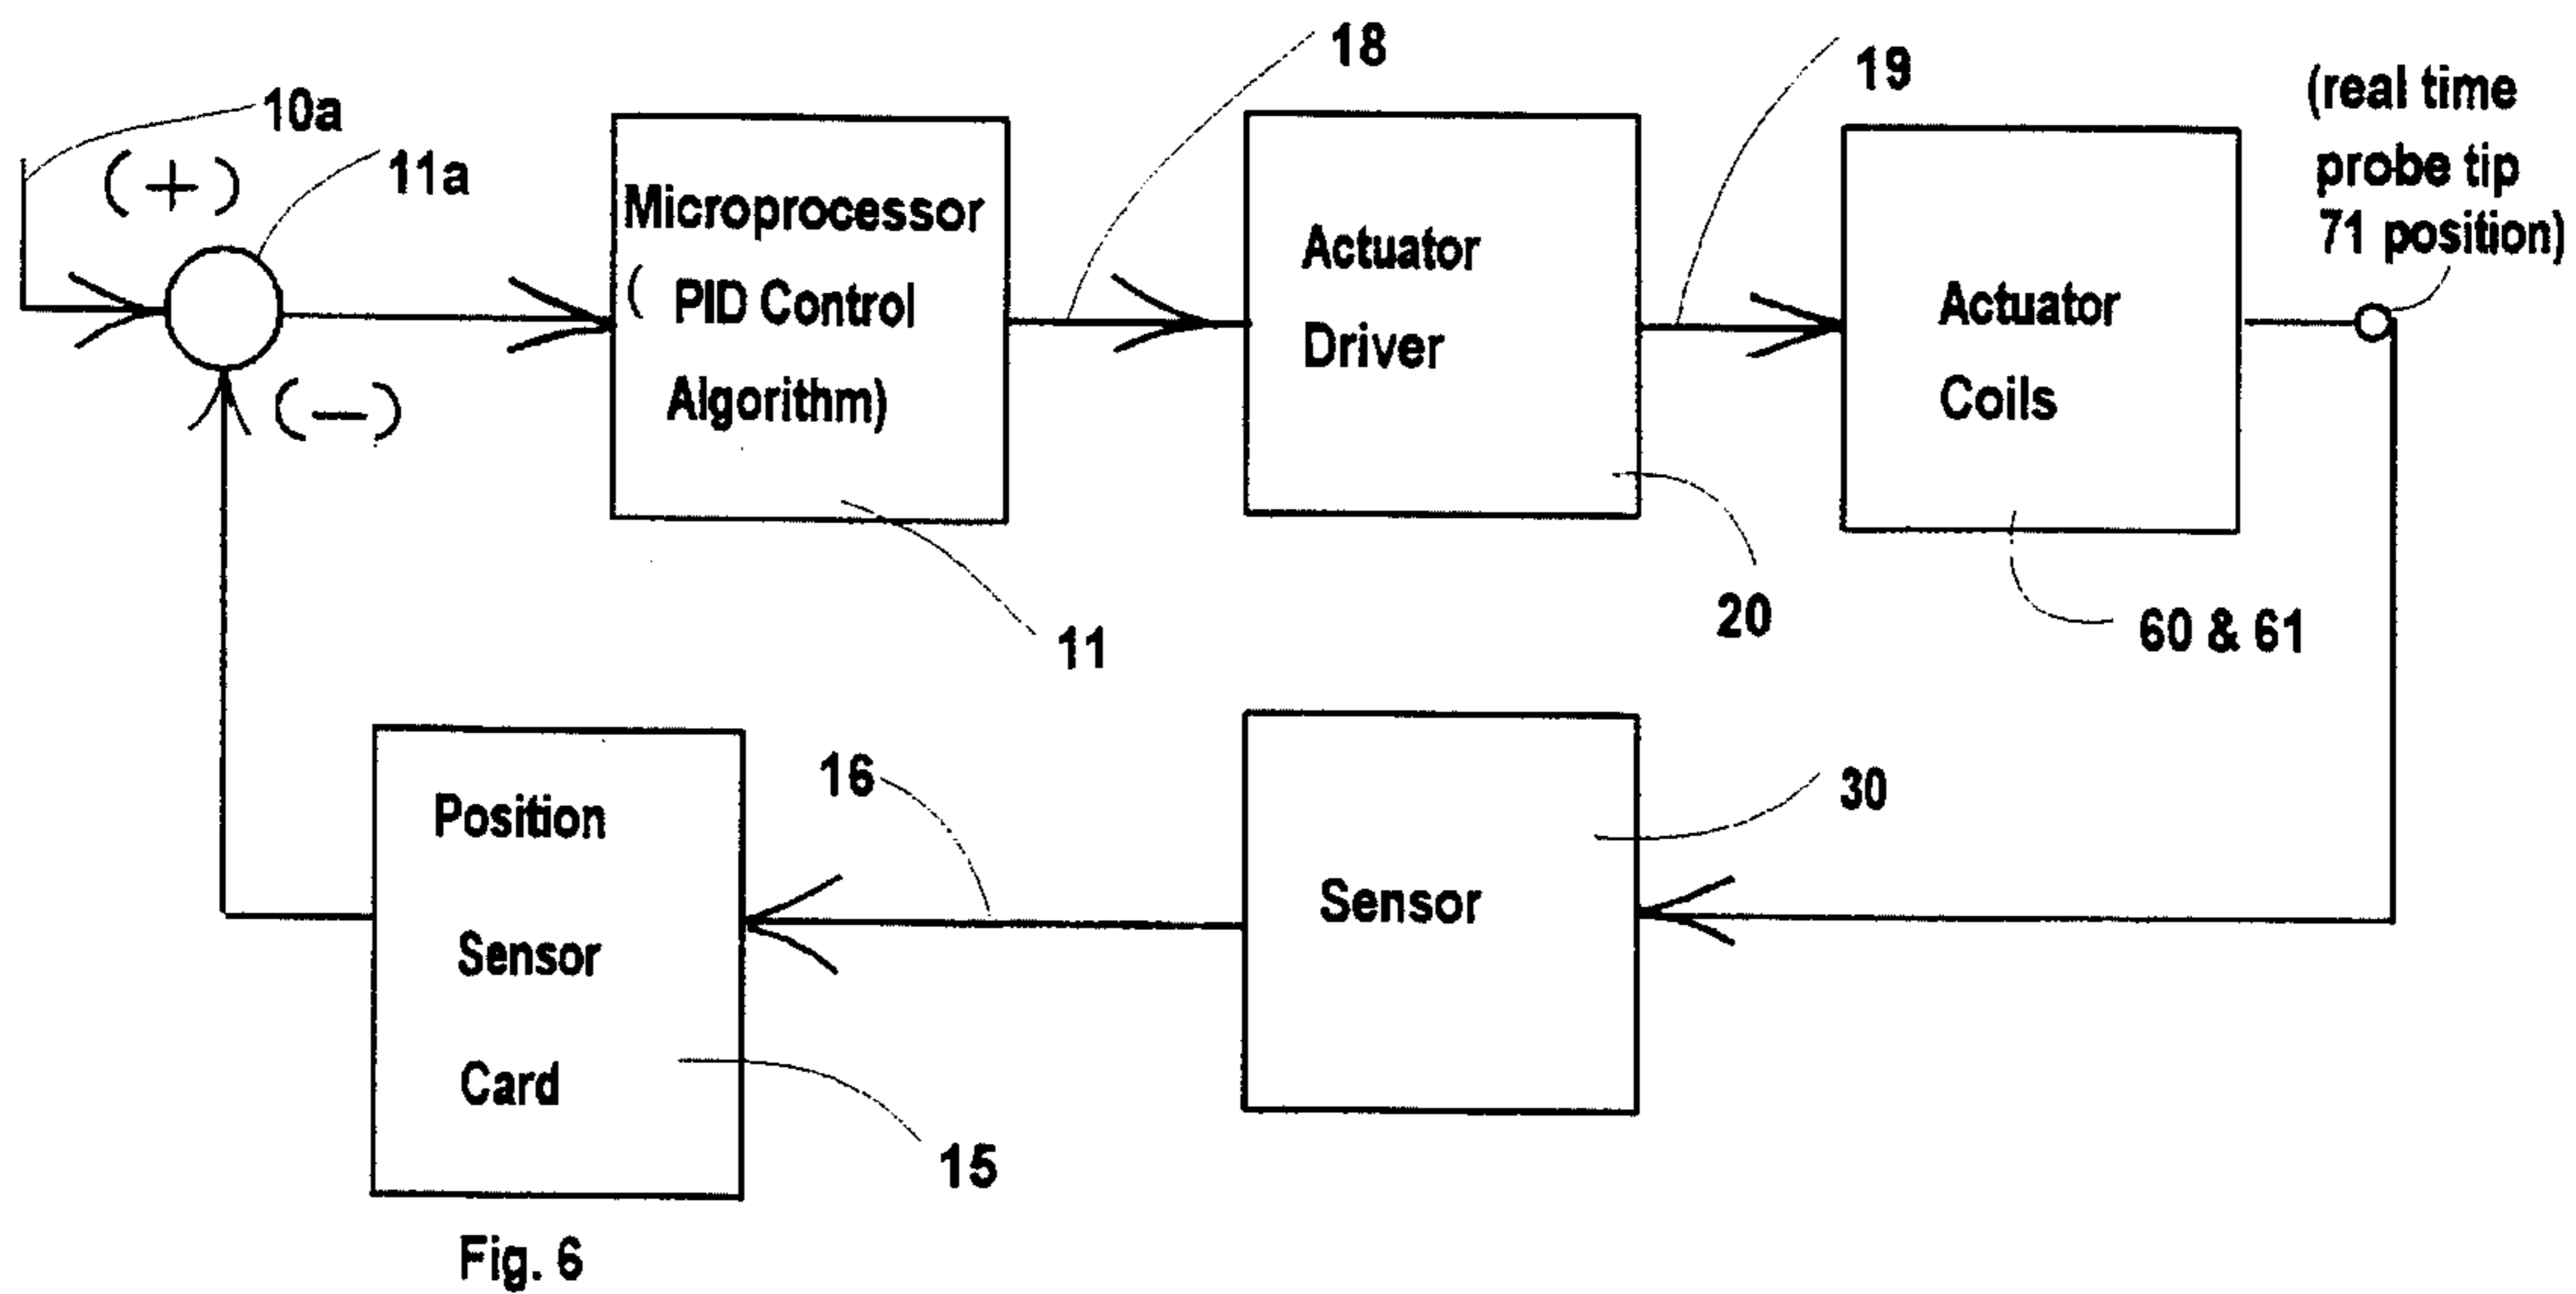 10a
(+)
11a
18
19
(real time
probe tip
71 position)
Microprocessor
( PID Control
Algorithm)
Actuator
Driver
Actuator
Coils
(—)
11
20
60 & 61
Position
Sensor
Card
16
Sensor
30
15
Fig. 6